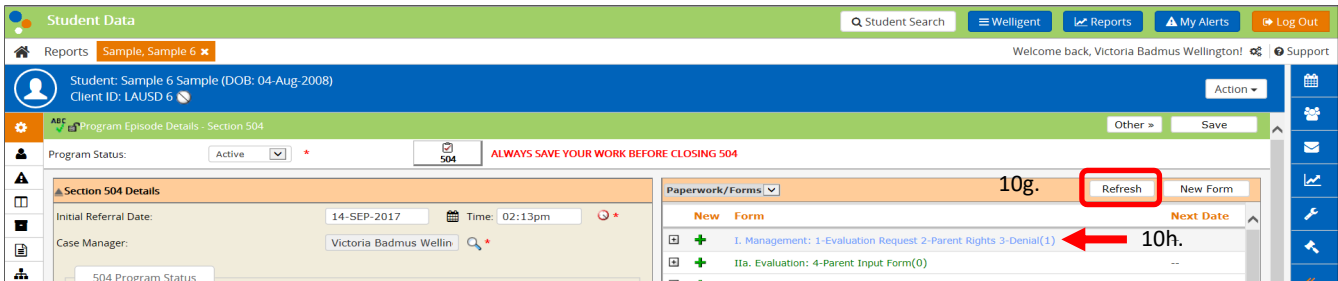 Student Data
Student Search
Welligent
Reports
My Alerts
Log Out
Reports
Sample, Sample 6 ×
Welcome back, Victoria Badmus Wellington!
Support
Student: Sample 6 Sample (DOB: 04-Aug-2008)
Client ID: LAUSD 6
Action
ABC
Program Episode Details - Section 504
Other »
Save
Program Status:
Active
*
504
ALWAYS SAVE YOUR WORK BEFORE CLOSING 504
Section 504 Details
Initial Referral Date:
14-SEP-2017
Time: 02:13pm
*
Case Manager:
Victoria Badmus Wellin
*
504 Program Status
Paperwork/Forms
10g.
Refresh
New Form
New Form Next Date
I. Management: 1-Evaluation Request 2-Parent Rights 3-Denial(1)
10h.
IIa. Evaluation: 4-Parent Input Form(0) --